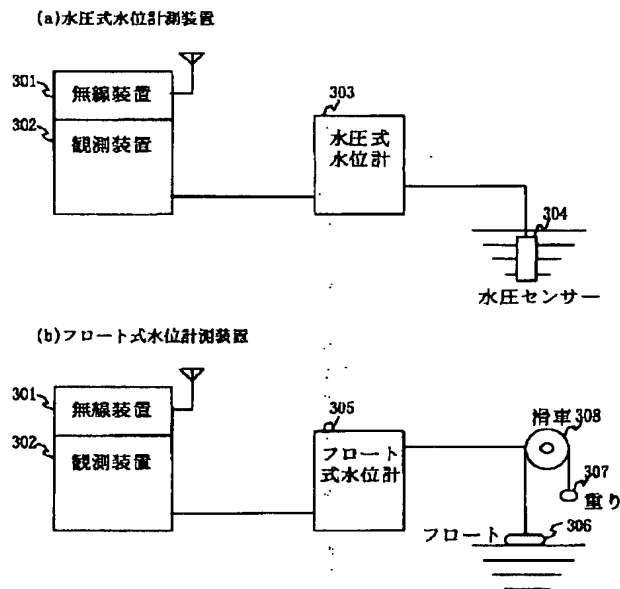 (a)水圧式水位計測装置
301
無線装置
302
観測装置
303
水圧式
水位計
304
水圧センサー
(b)フロート式水位計測装置
301
無線装置
302
観測装置
305
フロート
式水位計
滑車
308
307
重り
フロート
306